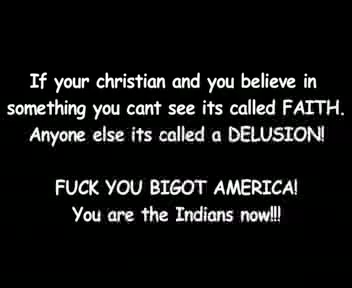 If your christian and you believe in
something you cant see its called FAITH.
Anyone else its called a DELUSION!
FUCK YOU BIGOT AMERICA!
You are the Indians now!!!